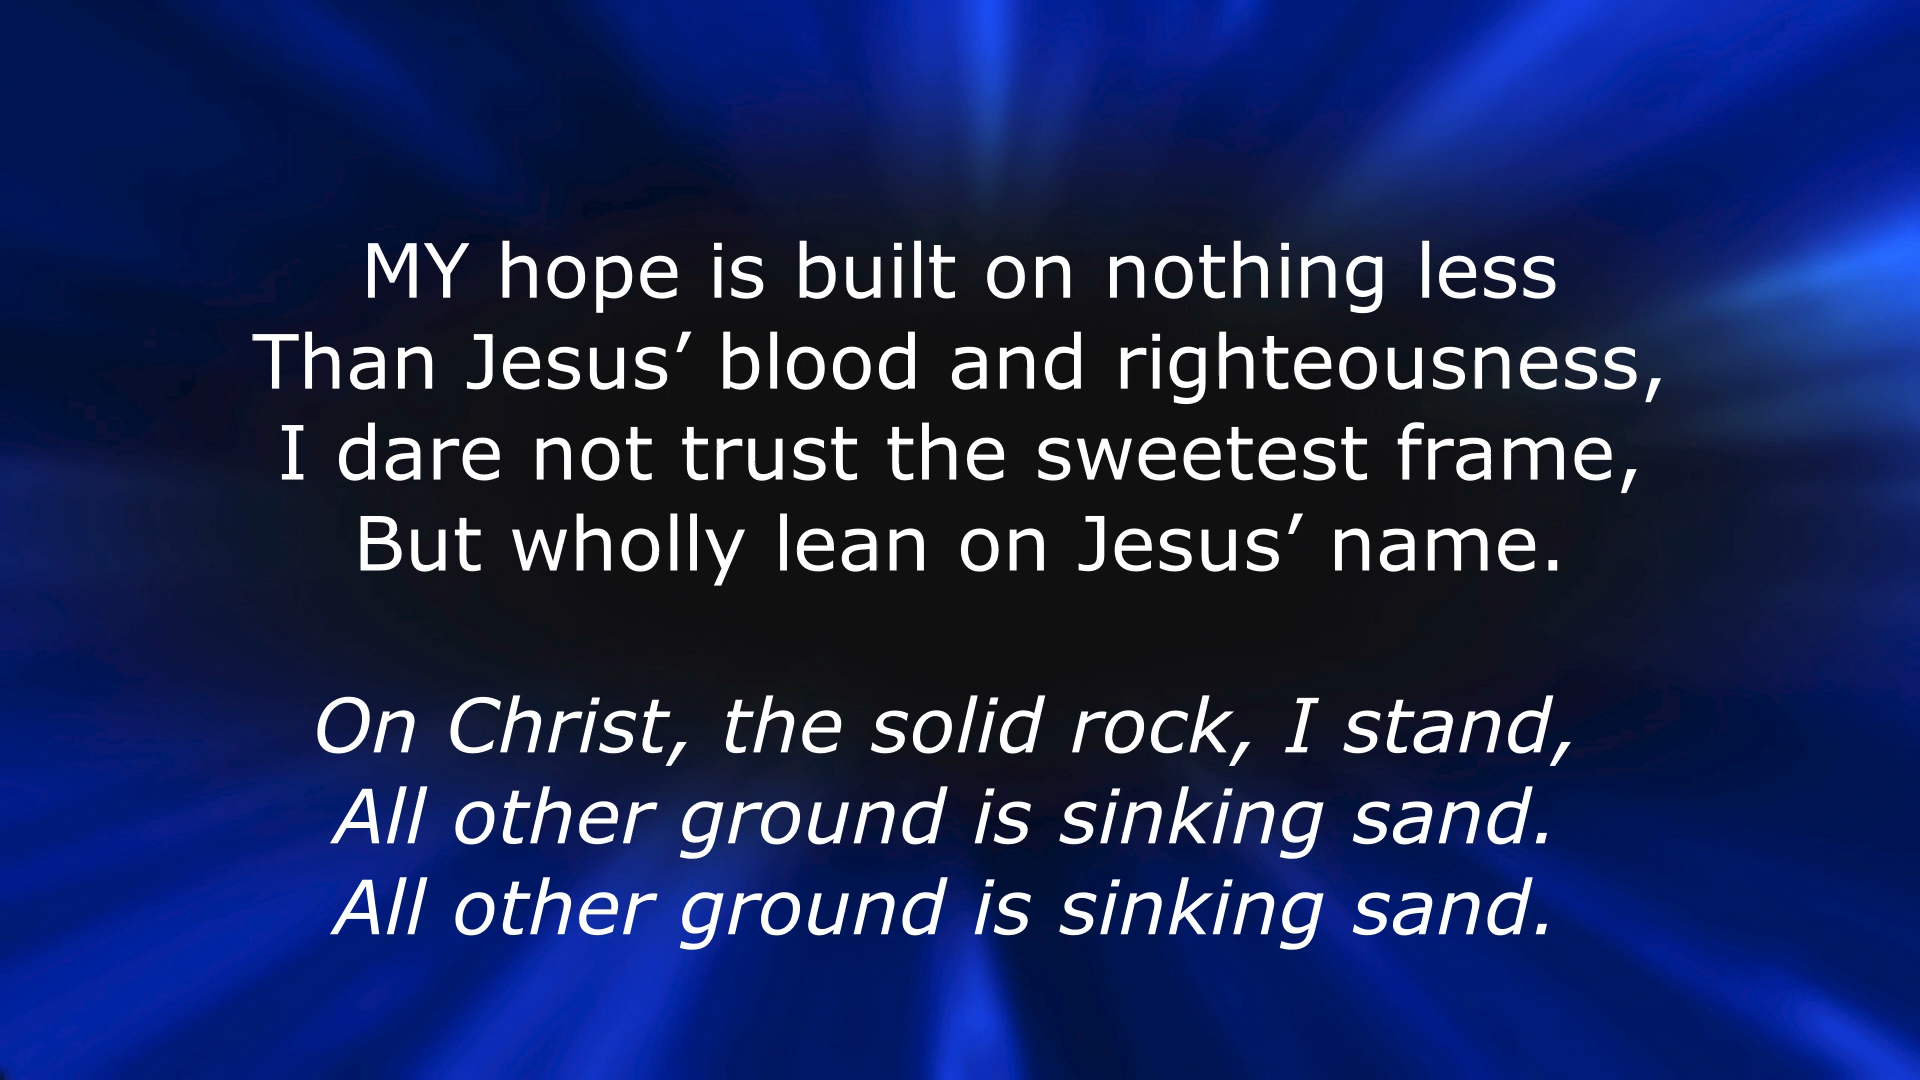 MY hope is built on nothing less
Than Jesus’ blood and righteousness,
I dare not trust the sweetest frame,
But wholly lean on Jesus’ name.
On Christ, the solid rock, I stand,
All other ground is sinking sand.
All other ground is sinking sand.